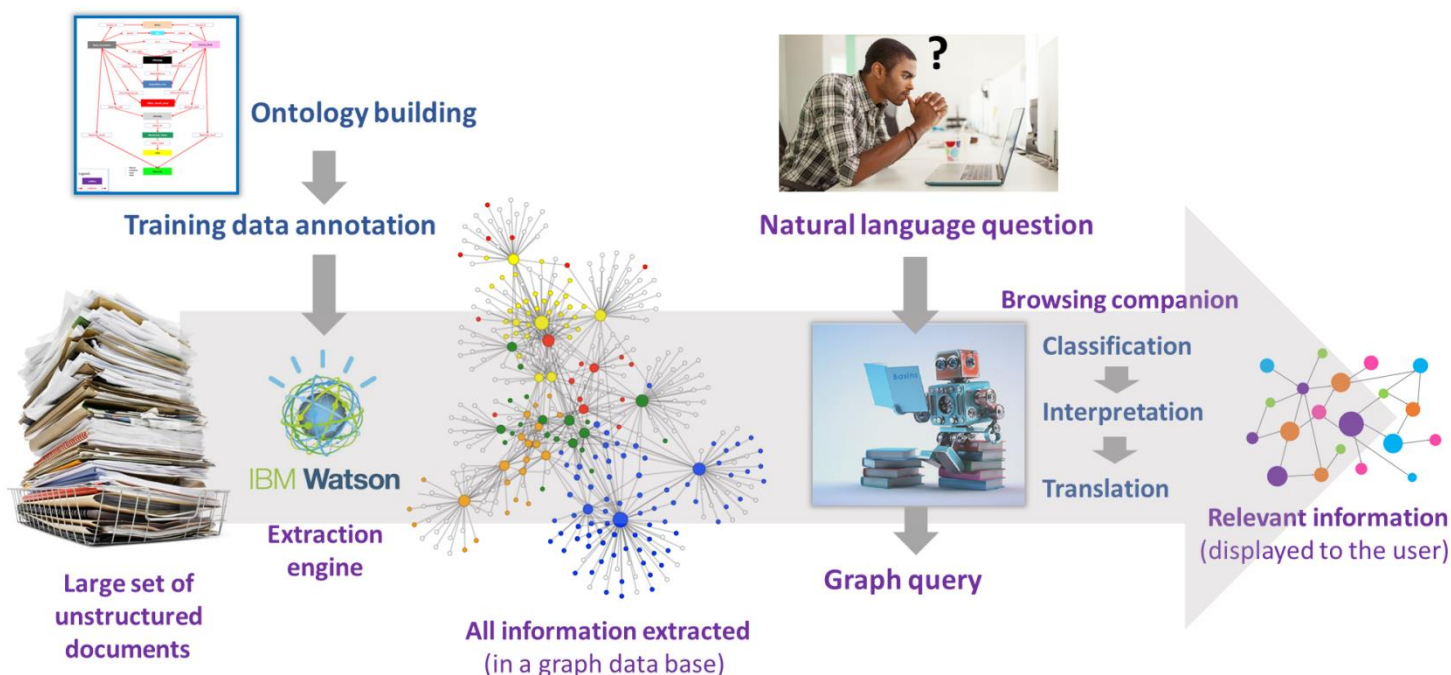 Ontology building
Training data annotation
IBM Watson
Extraction
engine
Large set of
unstructured
documents
All information extracted
(in a graph data base)
?
Natural language question
Browsing companion
Classification
Interpretation
Translation
Graph query
Relevant information
(displayed to the user)